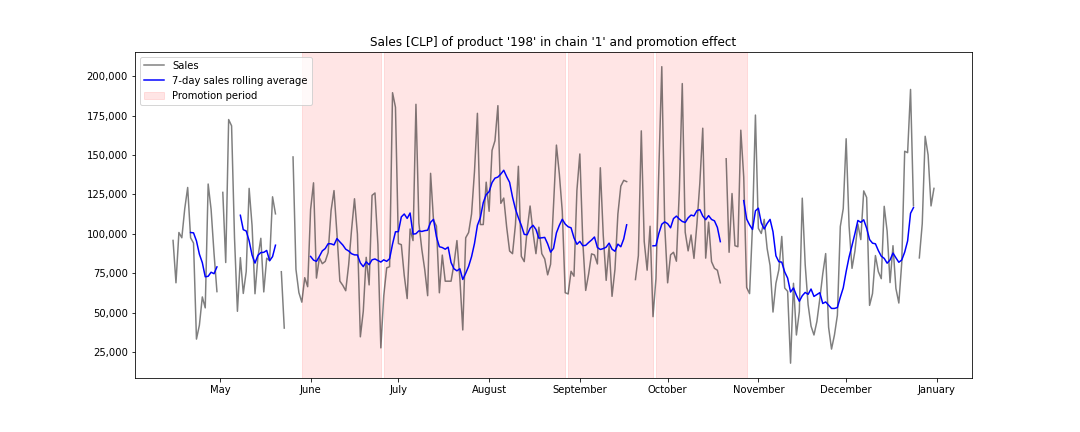 Sales [CLP] of product '198' in chain '1' and promotion effect
Sales
7-day sales rolling average
Promotion period
200,000
175,000
150,000
125,000
100,000
75,000
50,000
25,000
May June July August September October November December January